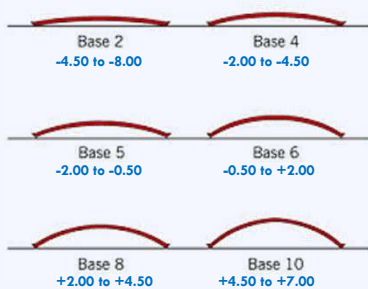 Base 2 Base 4
-4.50 to -8.00 -2.00 to -4.50
Base 5 Base 6
-2.00 to -0.50 -0.50 to +2.00
Base 8 Base 10
+2.00 to +4.50 +4.50 to +7.00